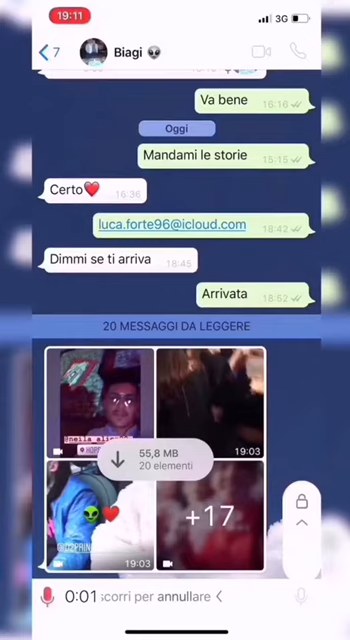 19:11
3G
7
Biagi 👽
Va bene
16:16
Oggi
Mandami le storie
15:15
Certo❤️
16:36
luca.forte96@icloud.com
18:42
Dimmi se ti arriva
18:45
Arrivata
18:52
20 MESSAGGI DA LEGGERE
55,8 MB
20 elementi
19:03
19:03
+17
0:01 scorri per annullare <